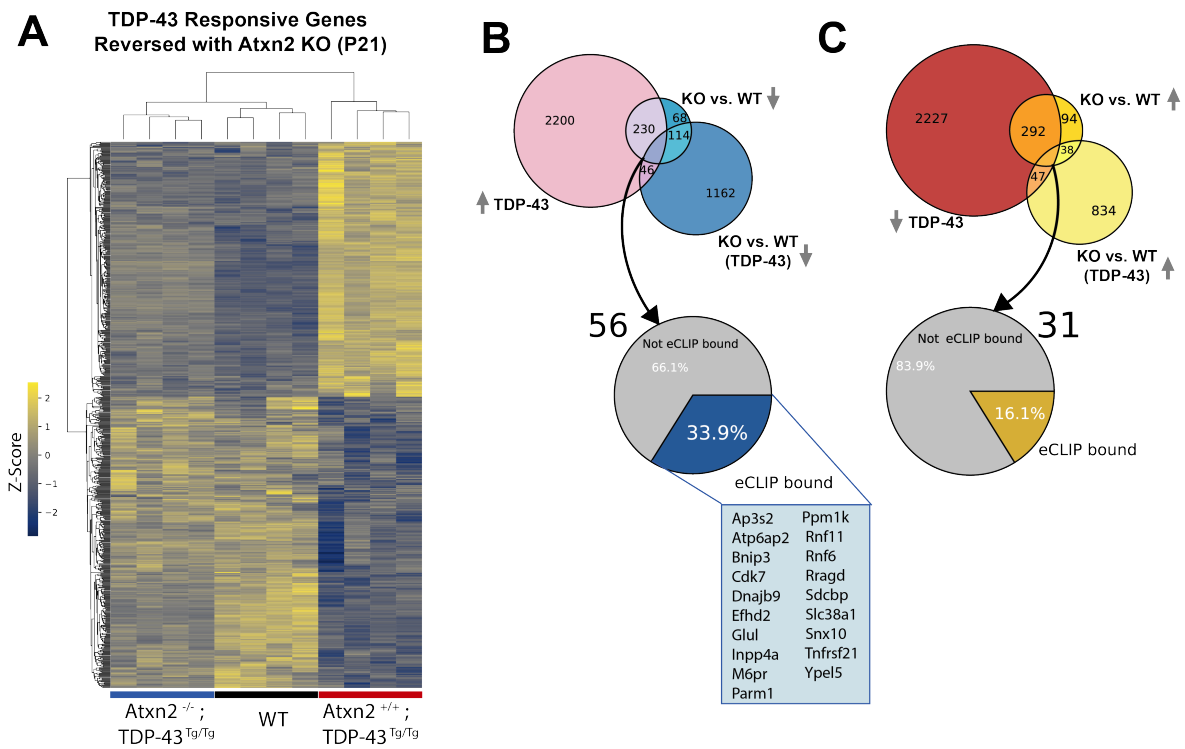 A
TDP-43 Responsive Genes
Reversed with Atxn2 KO (P21)
Z-Score
2
1
0
−1
−2
Atxn2 -/- ;
TDP-43 Tg/Tg
WT
Atxn2 +/+ ;
TDP-43 Tg/Tg
B
KO vs. WT
2200
230
68
114
46
1162
TDP-43
KO vs. WT
(TDP-43)
56
Not eCLIP bound
66.1%
33.9%
eCLIP bound
Ap3s2
Atp6ap2
Bnip3
Cdk7
Dnajb9
Efhd2
Glul
Inpp4a
M6pr
Parm1
Ppm1k
Rnf11
Rnf6
Rragd
Sdcbp
Slc38a1
Snx10
Tnfrsf21
Ypel5
C
KO vs. WT
2227
292
94
38
47
834
TDP-43
KO vs. WT
(TDP-43)
31
Not eCLIP bound
83.9%
16.1%
eCLIP bound